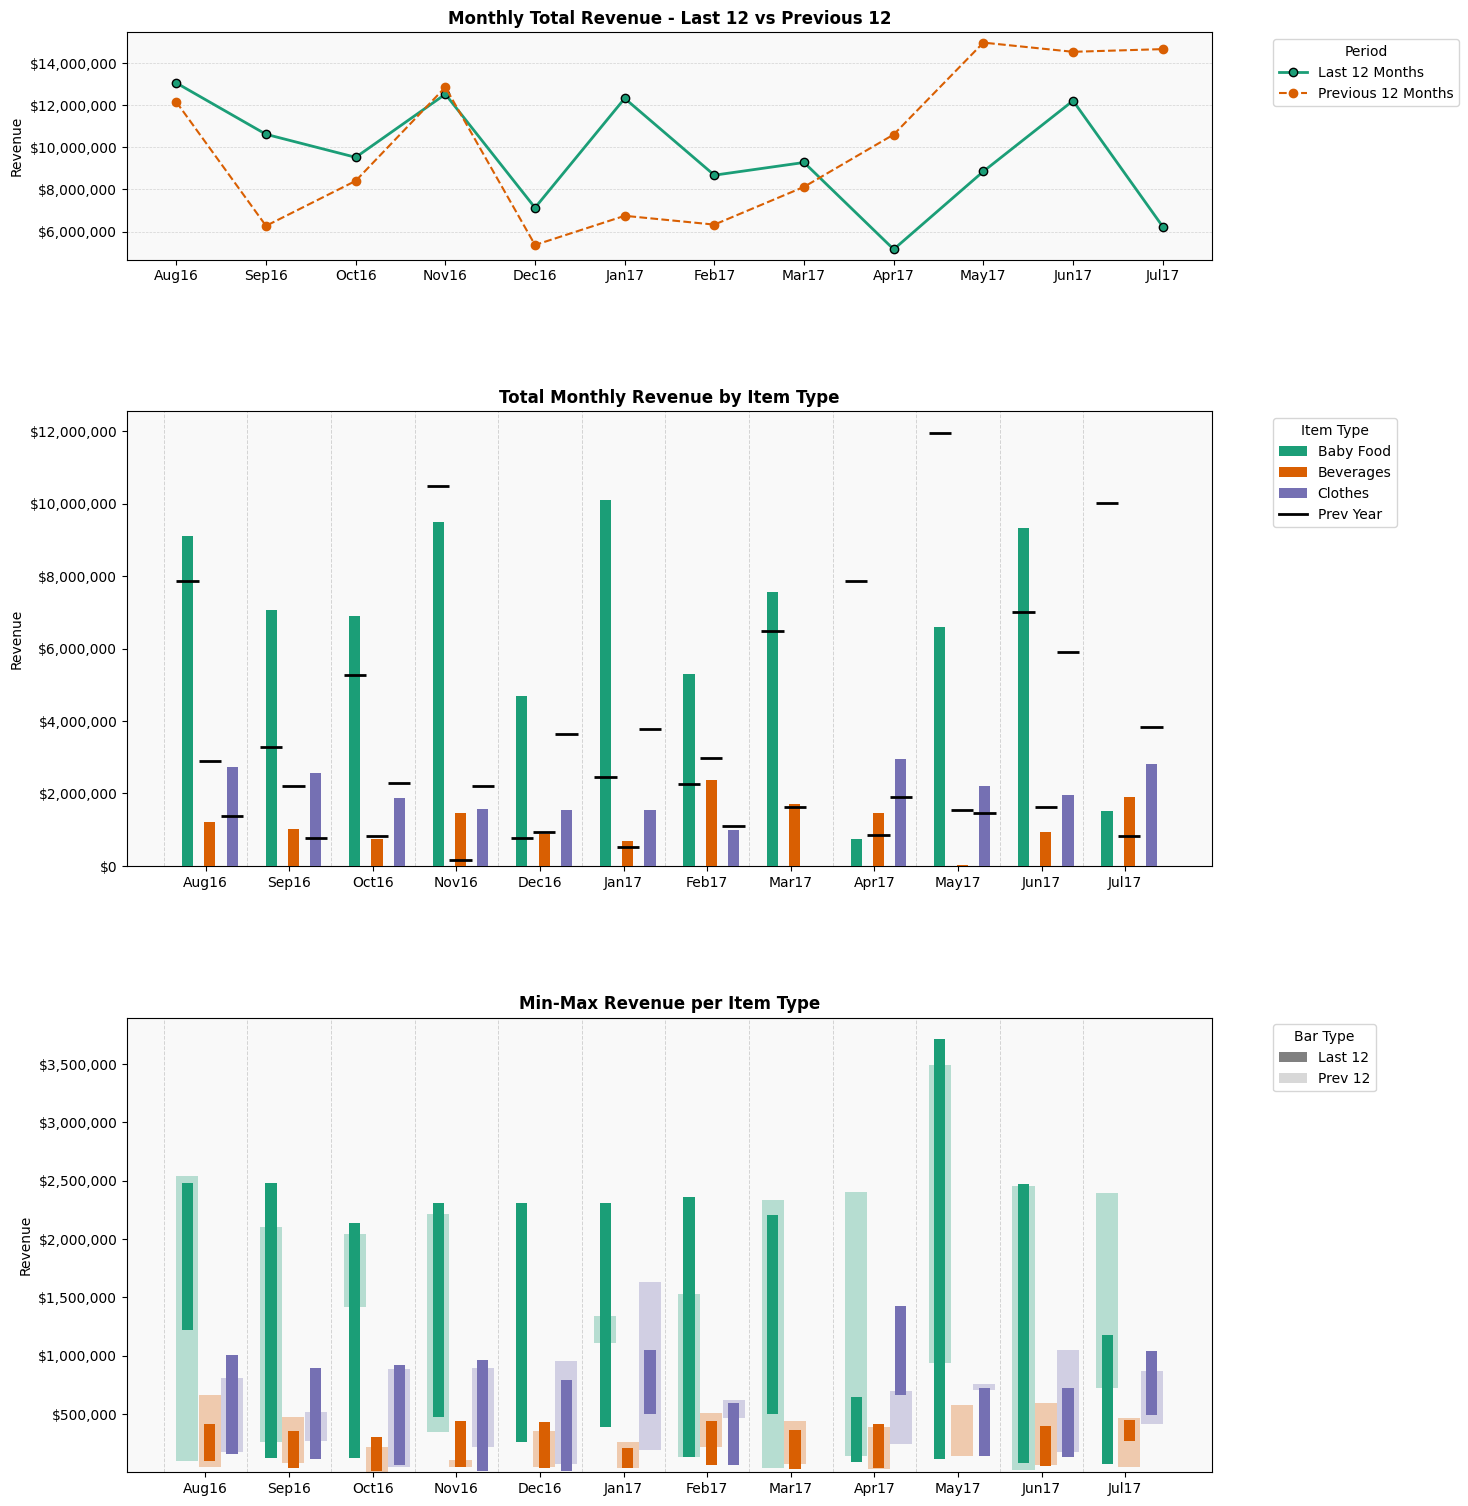 Monthly Total Revenue - Last 12 vs Previous 12
Revenue
$14,000,000
$12,000,000
$10,000,000
$8,000,000
$6,000,000
Aug16 Sep16 Oct16 Nov16 Dec16 Jan17 Feb17 Mar17 Apr17 May17 Jun17 Jul17
Period
Last 12 Months
Previous 12 Months
Total Monthly Revenue by Item Type
Revenue
$12,000,000
$10,000,000
$8,000,000
$6,000,000
$4,000,000
$2,000,000
$0
Aug16 Sep16 Oct16 Nov16 Dec16 Jan17 Feb17 Mar17 Apr17 May17 Jun17 Jul17
Item Type
Baby Food
Beverages
Clothes
Prev Year
Min-Max Revenue per Item Type
Revenue
$3,500,000
$3,000,000
$2,500,000
$2,000,000
$1,500,000
$1,000,000
$500,000
Aug16 Sep16 Oct16 Nov16 Dec16 Jan17 Feb17 Mar17 Apr17 May17 Jun17 Jul17
Bar Type
Last 12
Prev 12